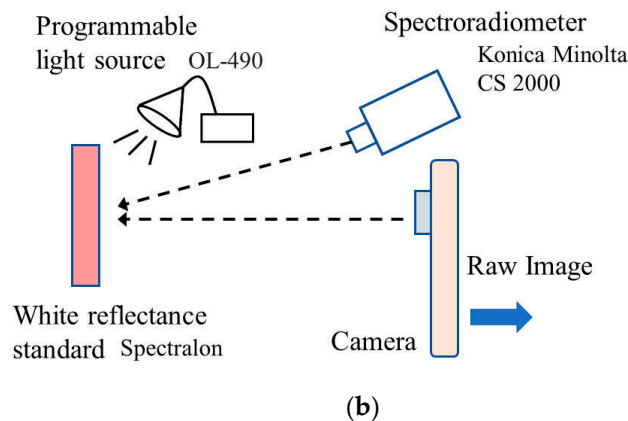 Programmable
light source OL-490
Spectroradiometer
Konica Minolta
CS 2000
Raw Image
White reflectance
standard Spectralon
Camera
(b)